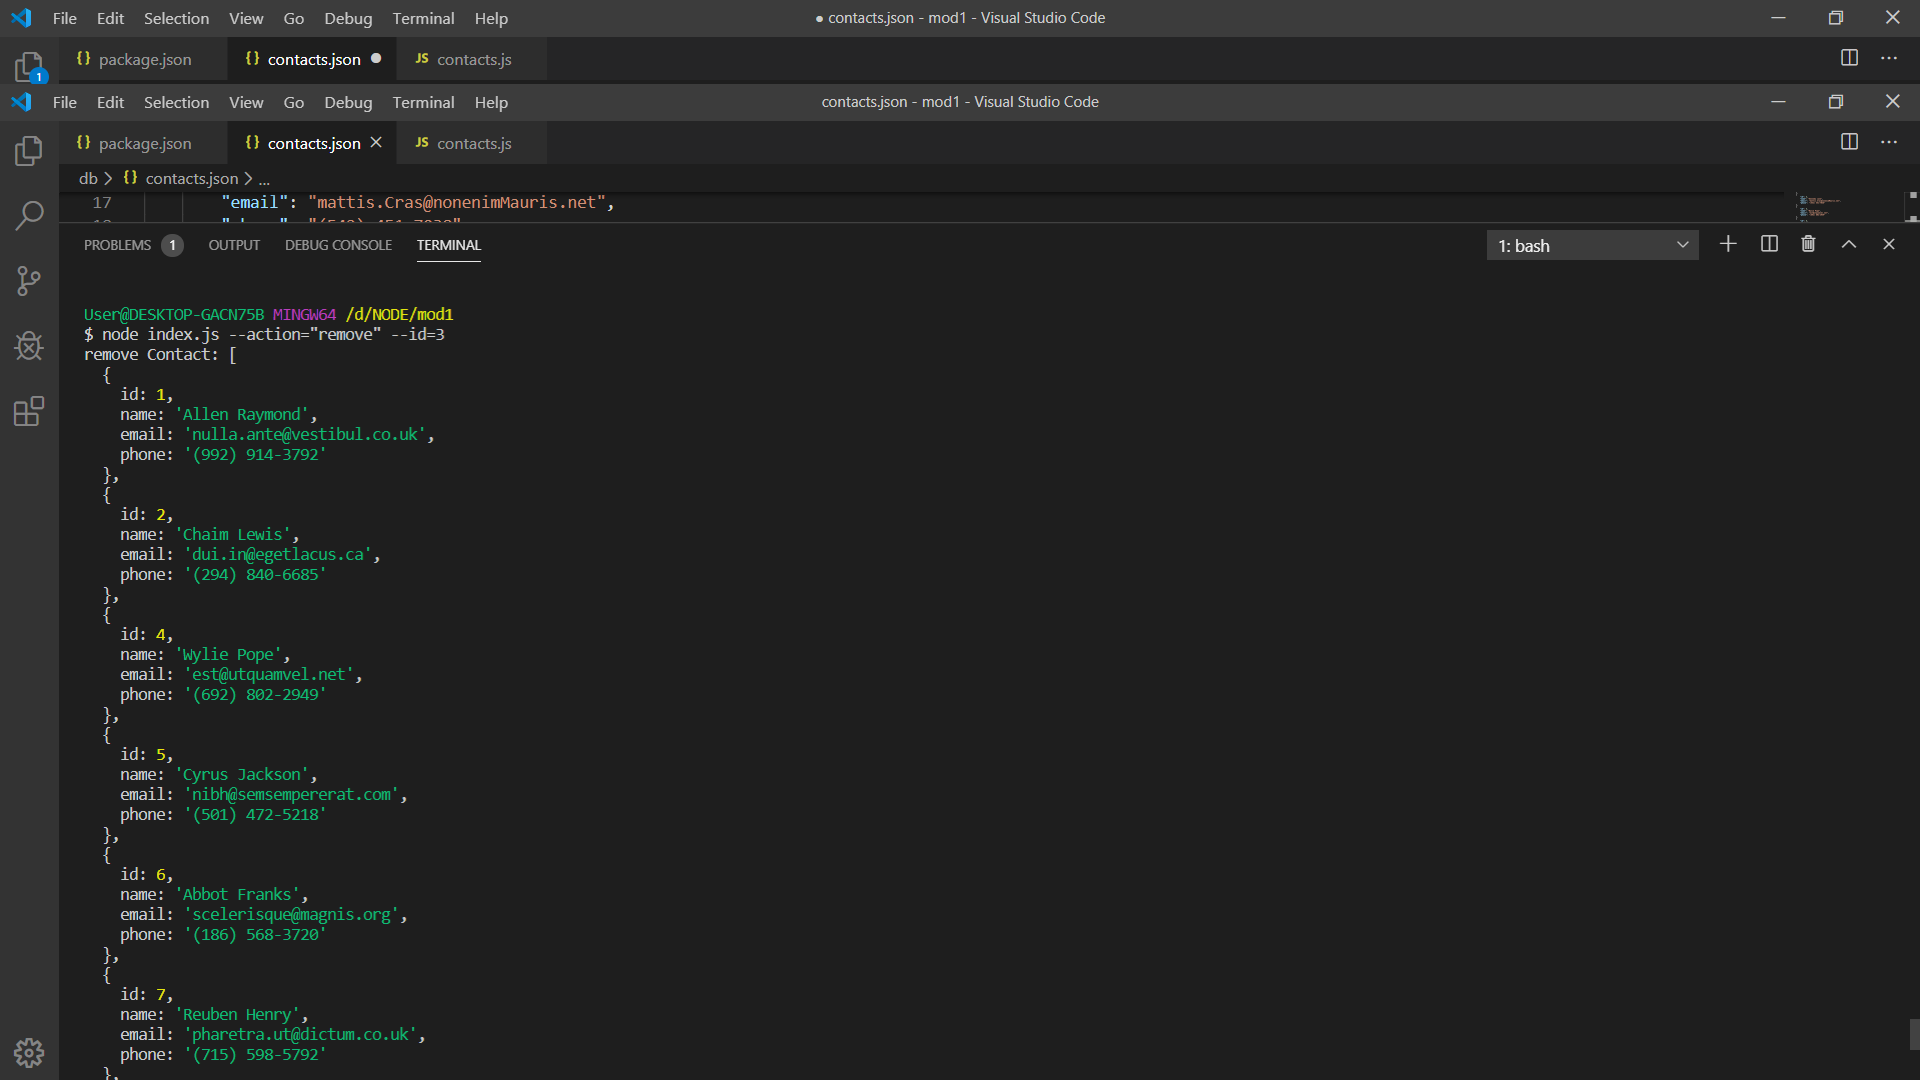 File Edit Selection View Go Debug Terminal Help ● contacts.json - mod1 - Visual Studio Code
{} package.json {} contacts.json ● JS contacts.js
1
File Edit Selection View Go Debug Terminal Help contacts.json - mod1 - Visual Studio Code
{} package.json {} contacts.json JS contacts.js
db > {} contacts.json > ...
17 "email": "mattis.Cras@nonenimMauris.net",
PROBLEMS 1 OUTPUT DEBUG CONSOLE TERMINAL 1: bash
User@DESKTOP-GACN75B MINGW64 /d/NODE/mod1
$ node index.js --action="remove" --id=3
remove Contact: [
{
id: 1,
name: 'Allen Raymond',
email: 'nulla.ante@vestibul.co.uk',
phone: '(992) 914-3792'
},
{
id: 2,
name: 'Chaim Lewis',
email: 'dui.in@egetlacus.ca',
phone: '(294) 840-6685'
},
{
id: 4,
name: 'Wylie Pope',
email: 'est@utquamvel.net',
phone: '(692) 802-2949'
},
{
id: 5,
name: 'Cyrus Jackson',
email: 'nibh@semsempererat.com',
phone: '(501) 472-5218'
},
{
id: 6,
name: 'Abbot Franks',
email: 'scelerisque@magnis.org',
phone: '(186) 568-3720'
},
{
id: 7,
name: 'Reuben Henry',
email: 'pharetra.ut@dictum.co.uk',
phone: '(715) 598-5792'
},